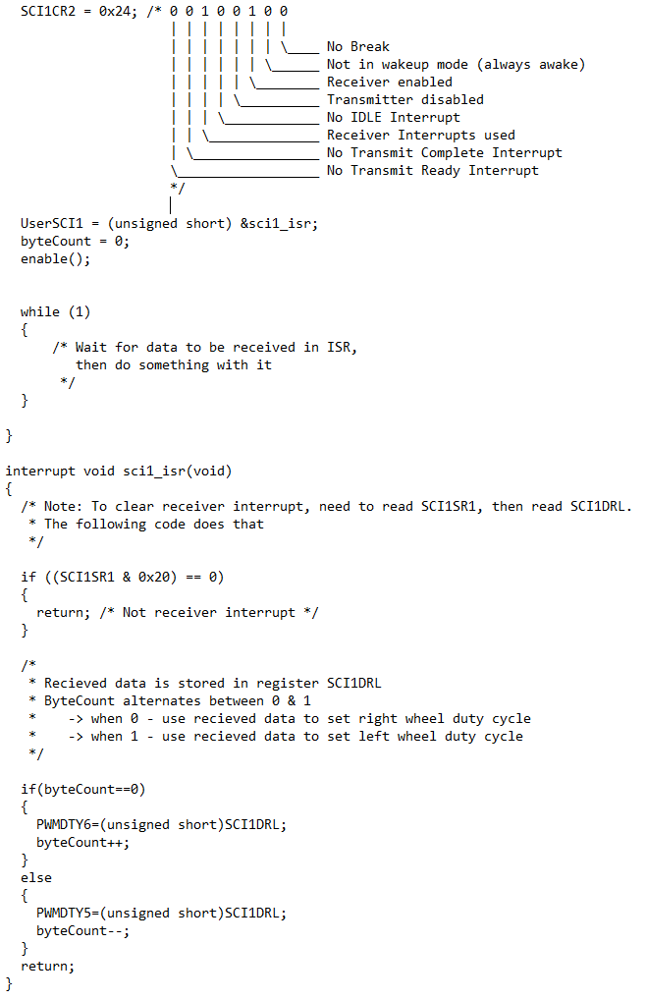 SCI1CR2 = 0x24; /* 0 0 1 0 0 1 0 0
                   | | | | | | | |
                   | | | | | | | \____ No Break
                   | | | | | | \______ Not in wakeup mode (always awake)
                   | | | | | \________ Receiver enabled
                   | | | | \__________ Transmitter disabled
                   | | | \____________ No IDLE Interrupt
                   | | \______________ Receiver Interrupts used
                   | \________________ No Transmit Complete Interrupt
                   \__________________ No Transmit Ready Interrupt
                   */
                   |
  UserSCI1 = (unsigned short) &sci1_isr;
  byteCount = 0;
  enable();

  while (1)
  {
      /* Wait for data to be received in ISR,
         then do something with it
       */
  }

}

interrupt void sci1_isr(void)
{
  /* Note: To clear receiver interrupt, need to read SCI1SR1, then read SCI1DRL.
   * The following code does that
   */

  if ((SCI1SR1 & 0x20) == 0)
  {
    return; /* Not receiver interrupt */
  }

  /*
   * Recieved data is stored in register SCI1DRL
   * ByteCount alternates between 0 & 1
   *    -> when 0 - use recieved data to set right wheel duty cycle
   *    -> when 1 - use recieved data to set left wheel duty cycle
   */

  if(byteCount==0)
  {
    PWMDTY6=(unsigned short)SCI1DRL;
    byteCount++;
  }
  else
  {
    PWMDTY5=(unsigned short)SCI1DRL;
    byteCount--;
  }
  return;
}